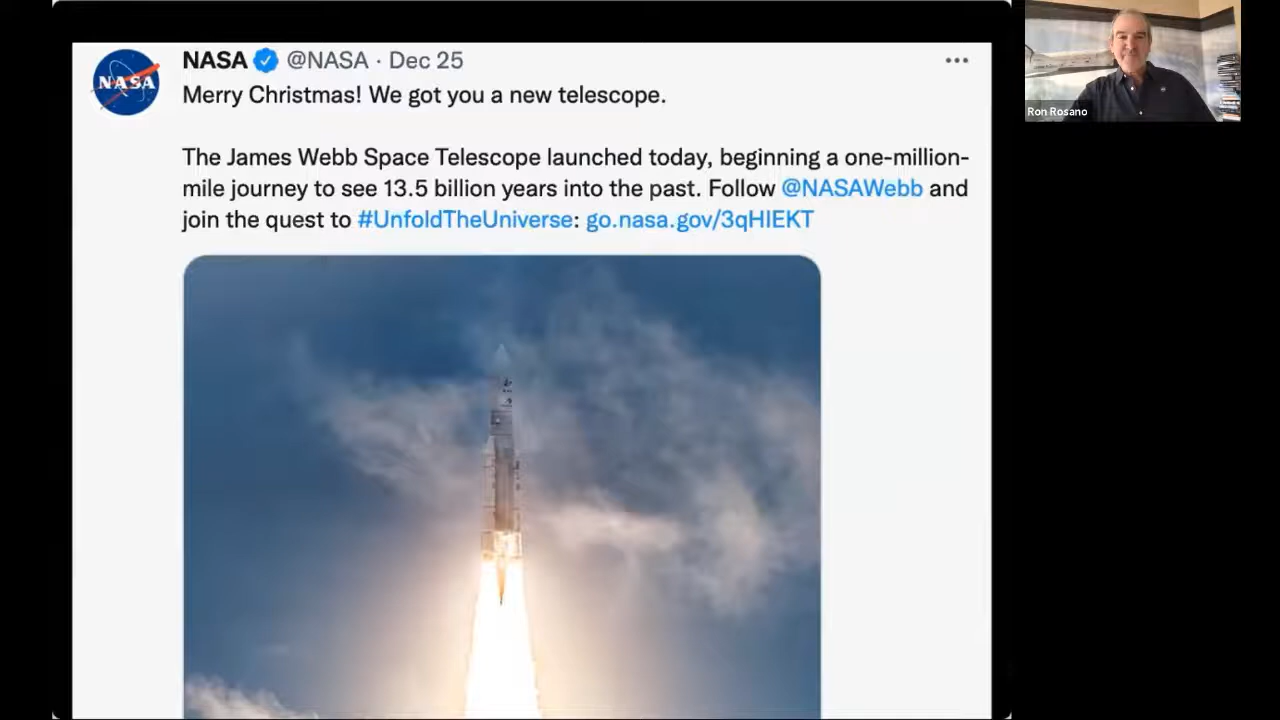 NASA @NASA · Dec 25
Merry Christmas! We got you a new telescope.
The James Webb Space Telescope launched today, beginning a one-million-
mile journey to see 13.5 billion years into the past. Follow @NASAWebb and
join the quest to #UnfoldTheUniverse: go.nasa.gov/3qHIEKT
NASA
Ron Rosano